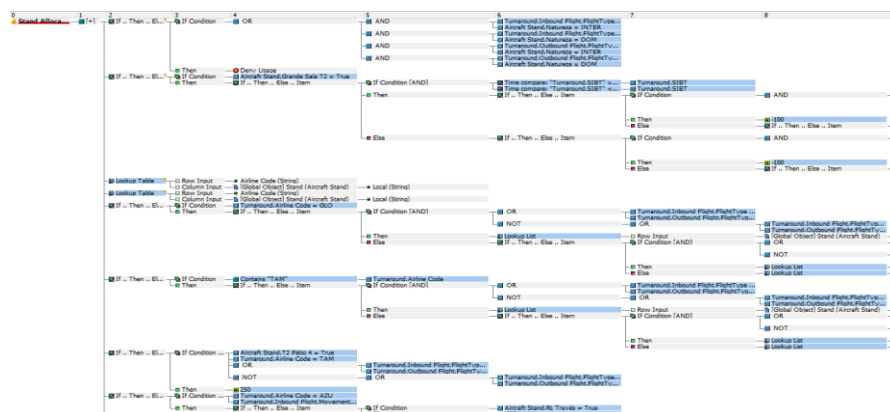 0 1 2 3 4 5 6 7 8
Stand Alloca... [+] If .. Then .. El... If Condition OR AND Turnaround.Inbound Flight.FlightType...
Aircraft Stand.Natureza = INTER
AND Turnaround.Inbound Flight.FlightTyp...
Aircraft Stand.Natureza = DOM
AND Turnaround.Outbound Flight.FlightTy...
Aircraft Stand.Natureza = INTER
AND Turnaround.Outbound Flight.FlightTy...
Aircraft Stand.Natureza = DOM
Then Deny Usage
If .. Then .. El... If Condition Aircraft Stand.Grande Sala T2 = True
Then If .. Then .. Else .. Item If Condition [AND] Time compare: "Turnaround.SIBT" >... Turnaround.SIBT
Time compare: "Turnaround.SIBT" <... Turnaround.SIBT
Then If .. Then .. Else .. Item If Condition AND
Then -100
Else If .. Then .. Else .. Item
Else If .. Then .. Else .. Item If Condition AND
Then -100
Else If .. Then .. Else .. Item
Lookup Table Row Input Airline Code (String)
Column Input [Global Object] Stand (Aircraft Stand) Local (String)
Lookup Table Row Input Airline Code (String)
Column Input [Global Object] Stand (Aircraft Stand) Local (String)
If .. Then .. El... If Condition Turnaround.Airline Code = GLO
Then If .. Then .. Else .. Item If Condition [AND] OR Turnaround.Inbound Flight.FlightType ...
Turnaround.Outbound Flight.FlightTyp...
NOT OR Turnaround.Inbound Flight.FlightTyp...
Turnaround.Outbound Flight.FlightTy...
Then Lookup List Row Input [Global Object] Stand (Aircraft Stand)
Else If .. Then .. Else .. Item If Condition [AND] OR
NOT
Then Lookup List
Else Lookup List
If .. Then .. El... If Condition Contains "TAM" Turnaround.Airline Code
Then If .. Then .. Else .. Item If Condition [AND] OR Turnaround.Inbound Flight.FlightType ...
Turnaround.Outbound Flight.FlightTyp...
NOT OR Turnaround.Inbound Flight.FlightTyp...
Turnaround.Outbound Flight.FlightTy...
Then Lookup List Row Input [Global Object] Stand (Aircraft Stand)
Else If .. Then .. Else .. Item If Condition [AND] OR
NOT
Then Lookup List
Else Lookup List
If .. Then .. El... If Condition ... Aircraft Stand.T2 Pátio 4 = True
Turnaround.Airline Code = TAM
OR Turnaround.Inbound Flight.FlightTyp...
Turnaround.Outbound Flight.FlightTy...
NOT OR Turnaround.Inbound Flight.FlightTyp...
Turnaround.Outbound Flight.FlightTy...
Then 250
If .. Then .. El... If Condition ... Turnaround.Airline Code = AZU
Turnaround.Inbound Flight.Movement...
Then If .. Then .. Else .. Item If Condition Aircraft Stand.RL Través = True